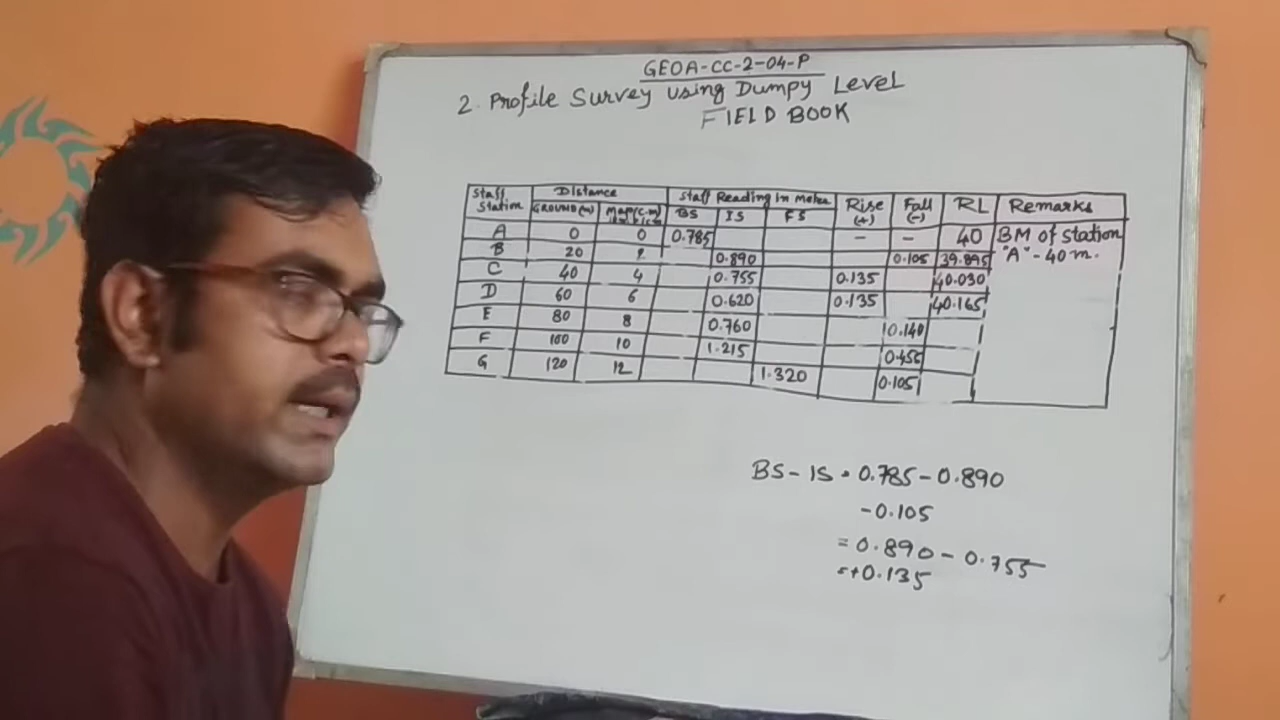 GEOA-CC-2-04-P
2. Profile Survey using Dumpy Level
FIELD BOOK
Staff Station Distance Staff Reading In Meter Rise (+) Fall (-) RL Remarks
GROUND(m) Map(c.m) BS IS FS
A 0 0 0.785 - - 40 BM of Station
B 20 2 0.890 0.105 39.895 "A" - 40 m.
C 40 4 0.755 0.135 40.030
D 60 6 0.620 0.135 40.165
E 80 8 0.760 0.140
F 100 10 1.215 0.455
G 120 12 1.320 0.105
BS - IS = 0.785 - 0.890
-0.105
= 0.890 - 0.755
= +0.135